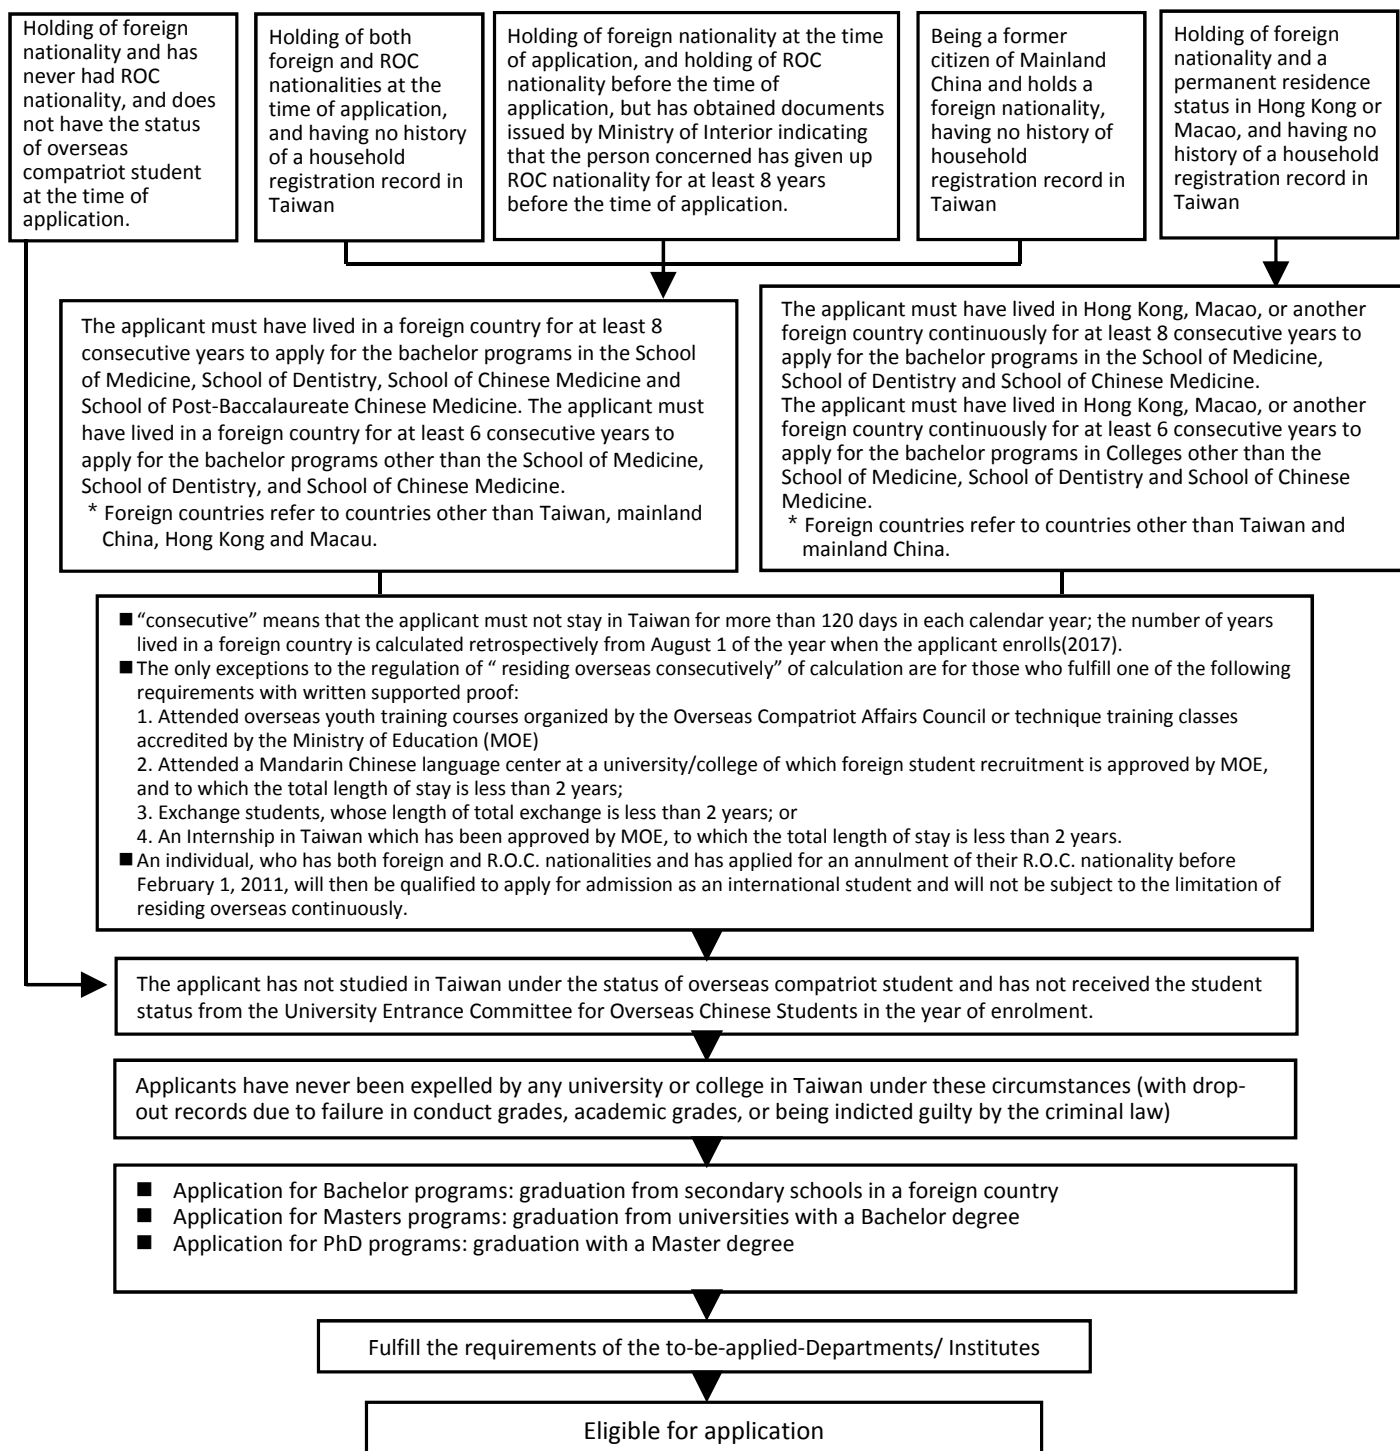 Holding of foreign
nationality and has
never had ROC
nationality, and does
not have the status
of overseas
compatriot student
at the time of
application.
Holding of both
foreign and ROC
nationalities at the
time of application,
and having no history
of a household
registration record in
Taiwan
Holding of foreign nationality at the time
of application, and holding of ROC
nationality before the time of
application, but has obtained documents
issued by Ministry of Interior indicating
that the person concerned has given up
ROC nationality for at least 8 years
before the time of application.
Being a former
citizen of Mainland
China and holds a
foreign nationality,
having no history of
household
registration record in
Taiwan
Holding of foreign
nationality and a
permanent residence
status in Hong Kong or
Macao, and having no
history of a household
registration record in
Taiwan
The applicant must have lived in a foreign country for at least 8
consecutive years to apply for the bachelor programs in the School
of Medicine, School of Dentistry, School of Chinese Medicine and
School of Post-Baccalaureate Chinese Medicine. The applicant must
have lived in a foreign country for at least 6 consecutive years to
apply for the bachelor programs other than the School of Medicine,
School of Dentistry, and School of Chinese Medicine.
* Foreign countries refer to countries other than Taiwan, mainland
China, Hong Kong and Macau.
The applicant must have lived in Hong Kong, Macao, or another
foreign country continuously for at least 8 consecutive years to
apply for the bachelor programs in the School of Medicine,
School of Dentistry and School of Chinese Medicine.
The applicant must have lived in Hong Kong, Macao, or another
foreign country continuously for at least 6 consecutive years to
apply for the bachelor programs in Colleges other than the
School of Medicine, School of Dentistry and School of Chinese
Medicine.
* Foreign countries refer to countries other than Taiwan and
mainland China.
■ “consecutive” means that the applicant must not stay in Taiwan for more than 120 days in each calendar year; the number of years
lived in a foreign country is calculated retrospectively from August 1 of the year when the applicant enrolls(2017).
■ The only exceptions to the regulation of “ residing overseas consecutively” of calculation are for those who fulfill one of the following
requirements with written supported proof:
1. Attended overseas youth training courses organized by the Overseas Compatriot Affairs Council or technique training classes
accredited by the Ministry of Education (MOE)
2. Attended a Mandarin Chinese language center at a university/college of which foreign student recruitment is approved by MOE,
and to which the total length of stay is less than 2 years;
3. Exchange students, whose length of total exchange is less than 2 years; or
4. An Internship in Taiwan which has been approved by MOE, to which the total length of stay is less than 2 years.
■ An individual, who has both foreign and R.O.C. nationalities and has applied for an annulment of their R.O.C. nationality before
February 1, 2011, will then be qualified to apply for admission as an international student and will not be subject to the limitation of
residing overseas continuously.
The applicant has not studied in Taiwan under the status of overseas compatriot student and has not received the student
status from the University Entrance Committee for Overseas Chinese Students in the year of enrolment.
Applicants have never been expelled by any university or college in Taiwan under these circumstances (with drop-
out records due to failure in conduct grades, academic grades, or being indicted guilty by the criminal law)
■ Application for Bachelor programs: graduation from secondary schools in a foreign country
■ Application for Masters programs: graduation from universities with a Bachelor degree
■ Application for PhD programs: graduation with a Master degree
Fulfill the requirements of the to-be-applied-Departments/ Institutes
Eligible for application